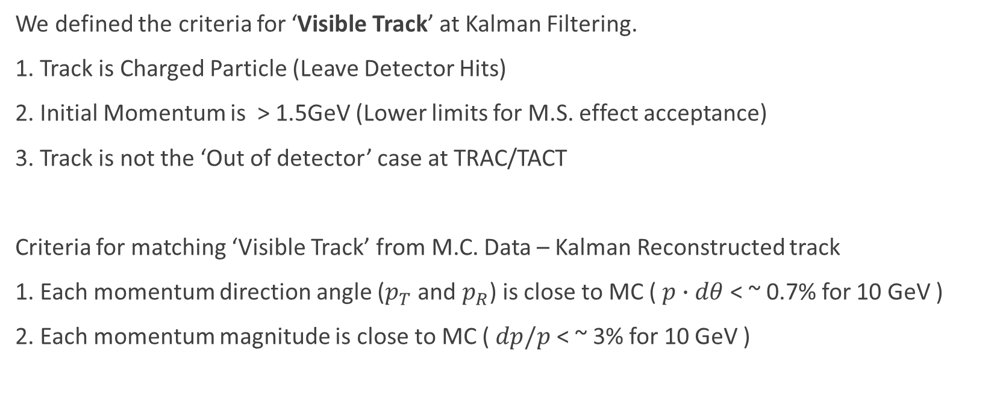 We defined the criteria for ‘Visible Track’ at Kalman Filtering.
1. Track is Charged Particle (Leave Detector Hits)
2. Initial Momentum is > 1.5GeV (Lower limits for M.S. effect acceptance)
3. Track is not the ‘Out of detector’ case at TRAC/TACT
Criteria for matching ‘Visible Track’ from M.C. Data – Kalman Reconstructed track
1. Each momentum direction angle (p_T and p_R) is close to MC ( p · dθ < ~ 0.7% for 10 GeV )
2. Each momentum magnitude is close to MC ( dp/p < ~ 3% for 10 GeV )